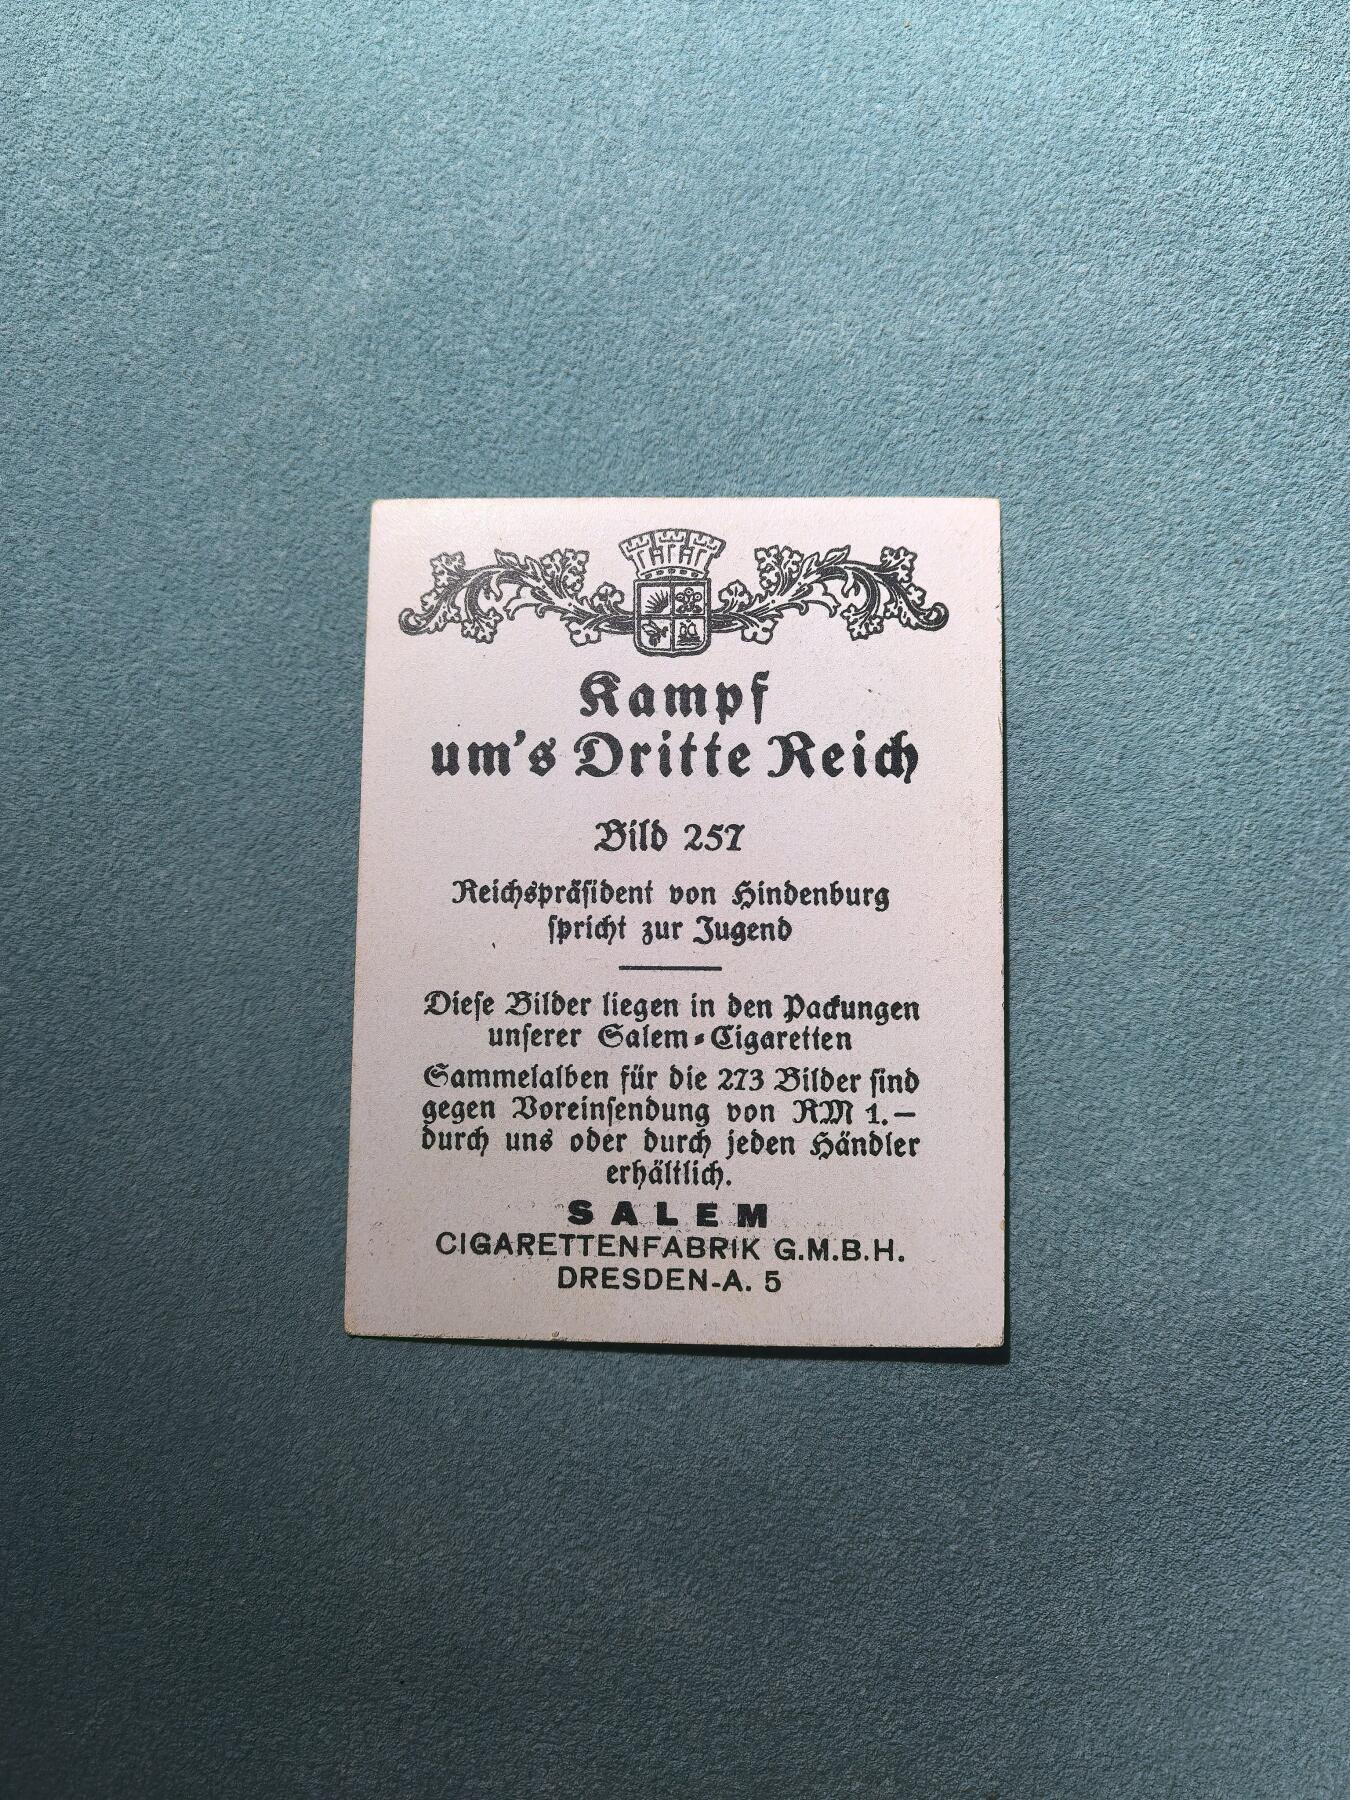 Kampf
um's Dritte Reich
Bild 257
Reichspräsident von Hindenburg
spricht zur Jugend
Diese Bilder liegen in den Packungen
unserer Salem-Cigaretten
Sammelalben für die 273 Bilder sind
gegen Voreinsendung von RM 1.—
durch uns oder durch jeden Händler
erhältlich.
SALEM
CIGARETTENFABRIK G.M.B.H.
DRESDEN-A. 5